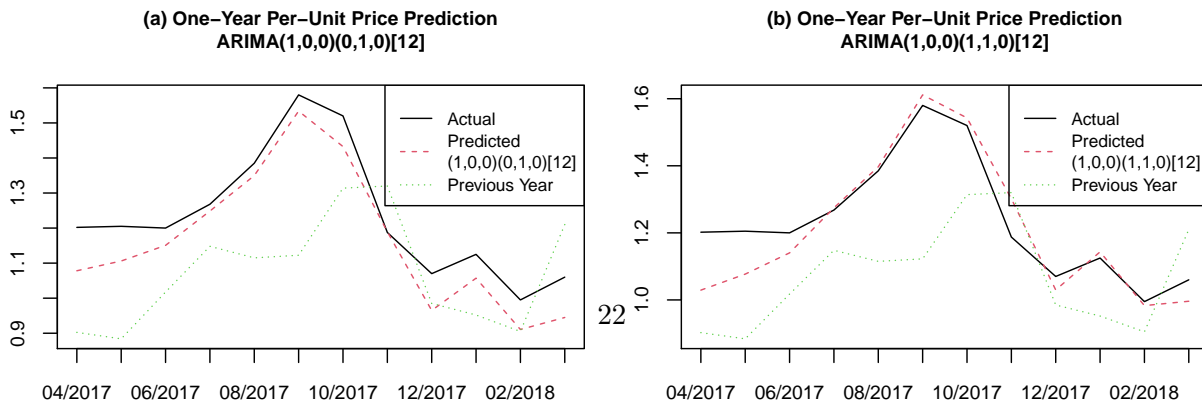 (a) One−Year Per−Unit Price Prediction
ARIMA(1,0,0)(0,1,0)[12]
1.5
1.3
1.1
0.9
Actual
Predicted
(1,0,0)(0,1,0)[12]
Previous Year
04/2017 06/2017 08/2017 10/2017 12/2017 02/2018
22
(b) One−Year Per−Unit Price Prediction
ARIMA(1,0,0)(1,1,0)[12]
1.6
1.4
1.2
1.0
Actual
Predicted
(1,0,0)(1,1,0)[12]
Previous Year
04/2017 06/2017 08/2017 10/2017 12/2017 02/2018